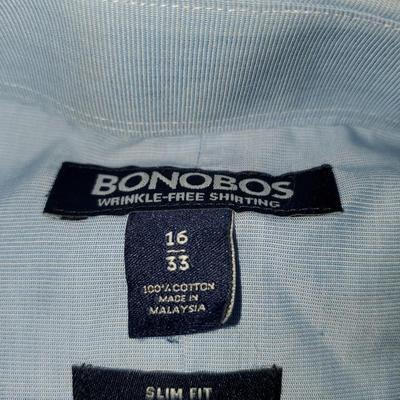 BONOBOS
WRINKLE-FREE SHIRTING
16
33
100% COTTON
MADE IN
MALAYSIA
SLIM FIT